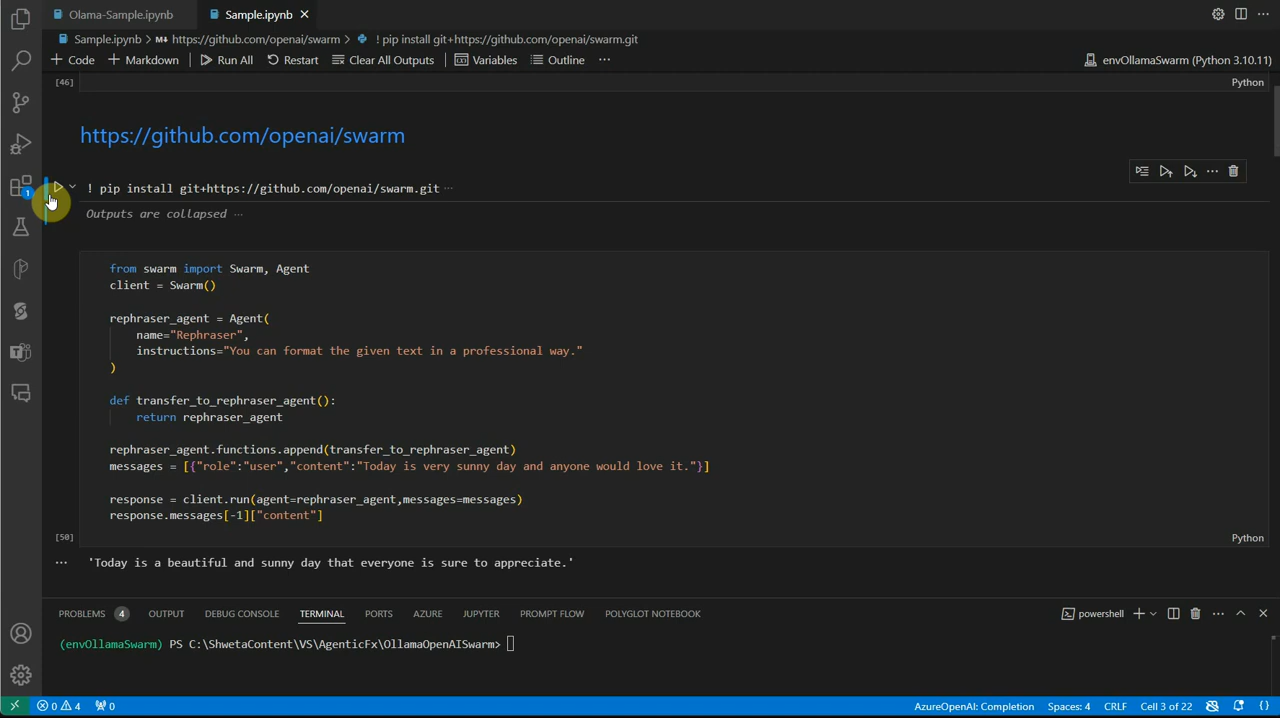 Olama-Sample.ipynb
Sample.ipynb
Sample.ipynb > M↓ https://github.com/openai/swarm > ! pip install git+https://github.com/openai/swarm.git
+ Code + Markdown Run All Restart Clear All Outputs Variables Outline ··· envOllamaSwarm (Python 3.10.11)
[46]
Python
https://github.com/openai/swarm
! pip install git+https://github.com/openai/swarm.git ···
1
Outputs are collapsed ···
from swarm import Swarm, Agent
client = Swarm()
rephraser_agent = Agent(
name="Rephraser",
instructions="You can format the given text in a professional way."
)
def transfer_to_rephraser_agent():
return rephraser_agent
rephraser_agent.functions.append(transfer_to_rephraser_agent)
messages = [{"role":"user","content":"Today is very sunny day and anyone would love it."}]
response = client.run(agent=rephraser_agent,messages=messages)
response.messages[-1]["content"]
[50]
Python
··· 'Today is a beautiful and sunny day that everyone is sure to appreciate.'
PROBLEMS 4 OUTPUT DEBUG CONSOLE TERMINAL PORTS AZURE JUPYTER PROMPT FLOW POLYGLOT NOTEBOOK powershell
(envOllamaSwarm) PS C:\ShwetaContent\VS\AgenticFx\OllamaOpenAISwarm>
0 4 0 AzureOpenAI: Completion Spaces: 4 CRLF Cell 3 of 22